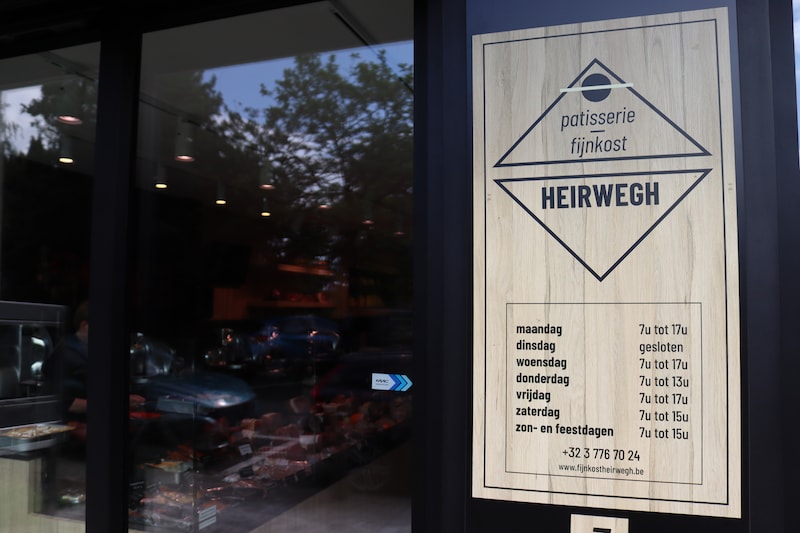 patisserie
fijnkost
HEIRWEGH
maandag 7u tot 17u
dinsdag gesloten
woensdag 7u tot 17u
donderdag 7u tot 13u
vrijdag 7u tot 17u
zaterdag 7u tot 15u
zon- en feestdagen 7u tot 15u
+32 3 776 70 24
www.fijnkostheirwegh.be